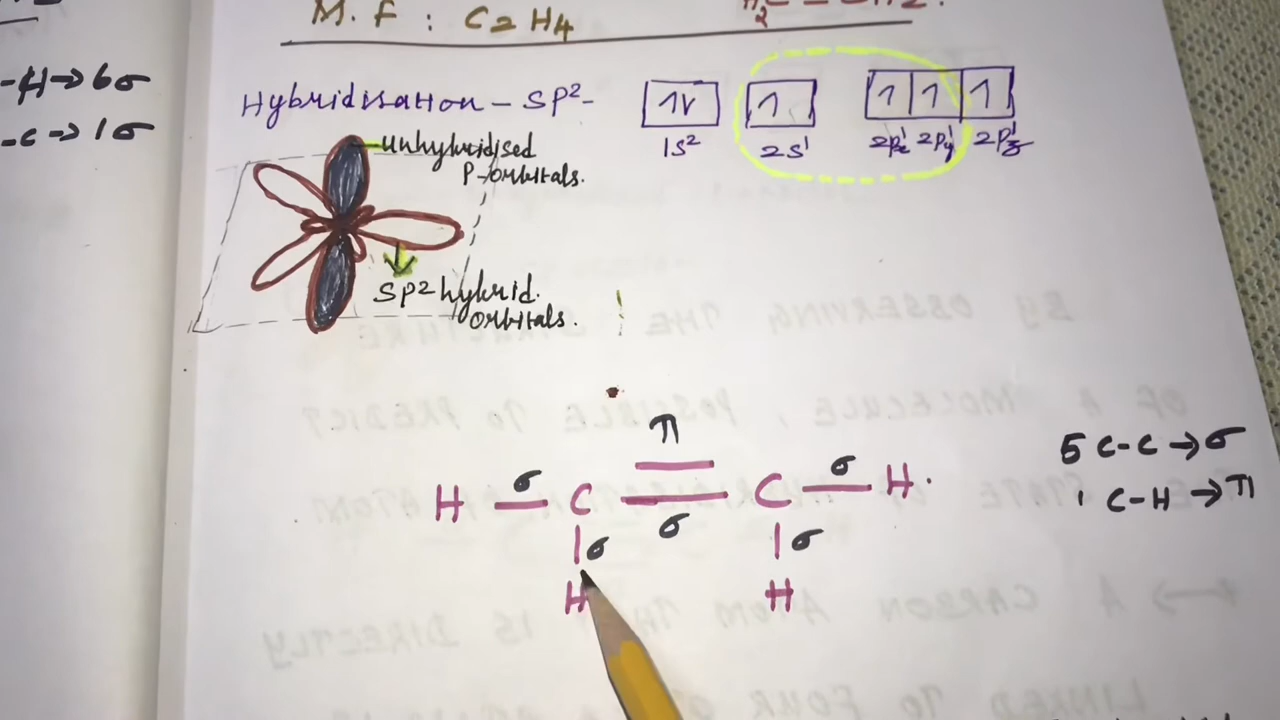 -H→6σ
-C→1σ
M.F : C2H4
Hybridisation - SP²-
1s² 2s¹ 2px¹ 2py¹ 2pz¹
unhybridised
P-orbitals.
SP2 hybrid.
orbitals.
π
H σ C σ C σ H.
σ σ
H H
5 C-C → σ
1 C-H → π